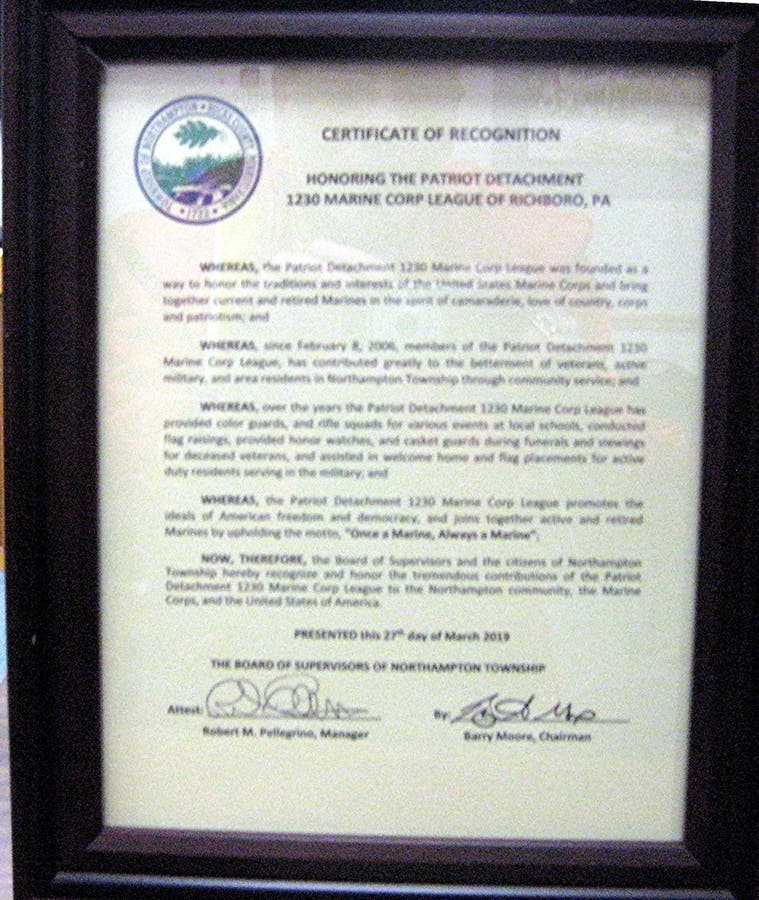 TOWNSHIP OF NORTHAMPTON • BUCKS COUNTY, PENNSYLVANIA
• 1722 •
CERTIFICATE OF RECOGNITION
HONORING THE PATRIOT DETACHMENT
1230 MARINE CORP LEAGUE OF RICHBORO, PA
WHEREAS, the Patriot Detachment 1230 Marine Corp League was founded as a
way to honor the traditions and interests of the United States Marine Corps and bring
together current and retired Marines in the spirit of camaraderie, love of country, corps
and patriotism; and
WHEREAS, since February 8, 2006, members of the Patriot Detachment 1230
Marine Corp League, has contributed greatly to the betterment of veterans, active
military, and area residents in Northampton Township through community service; and
WHEREAS, over the years the Patriot Detachment 1230 Marine Corp League has
provided color guards, and rifle squads for various events at local schools, conducted
flag raisings, provided honor watches, and casket guards during funerals and viewings
for deceased veterans, and assisted in welcome home and flag placements for active
duty residents serving in the military; and
WHEREAS, the Patriot Detachment 1230 Marine Corp League promotes the
ideals of American freedom and democracy, and joins together active and retired
Marines by upholding the motto, "Once a Marine, Always a Marine";
NOW, THEREFORE, the Board of Supervisors and the citizens of Northampton
Township hereby recognize and honor the tremendous contributions of the Patriot
Detachment 1230 Marine Corp League to the Northampton community, the Marine
Corps, and the United States of America.
PRESENTED this 27th day of March 2019
THE BOARD OF SUPERVISORS OF NORTHAMPTON TOWNSHIP
Attest: By:
Robert M. Pellegrino, Manager Barry Moore, Chairman